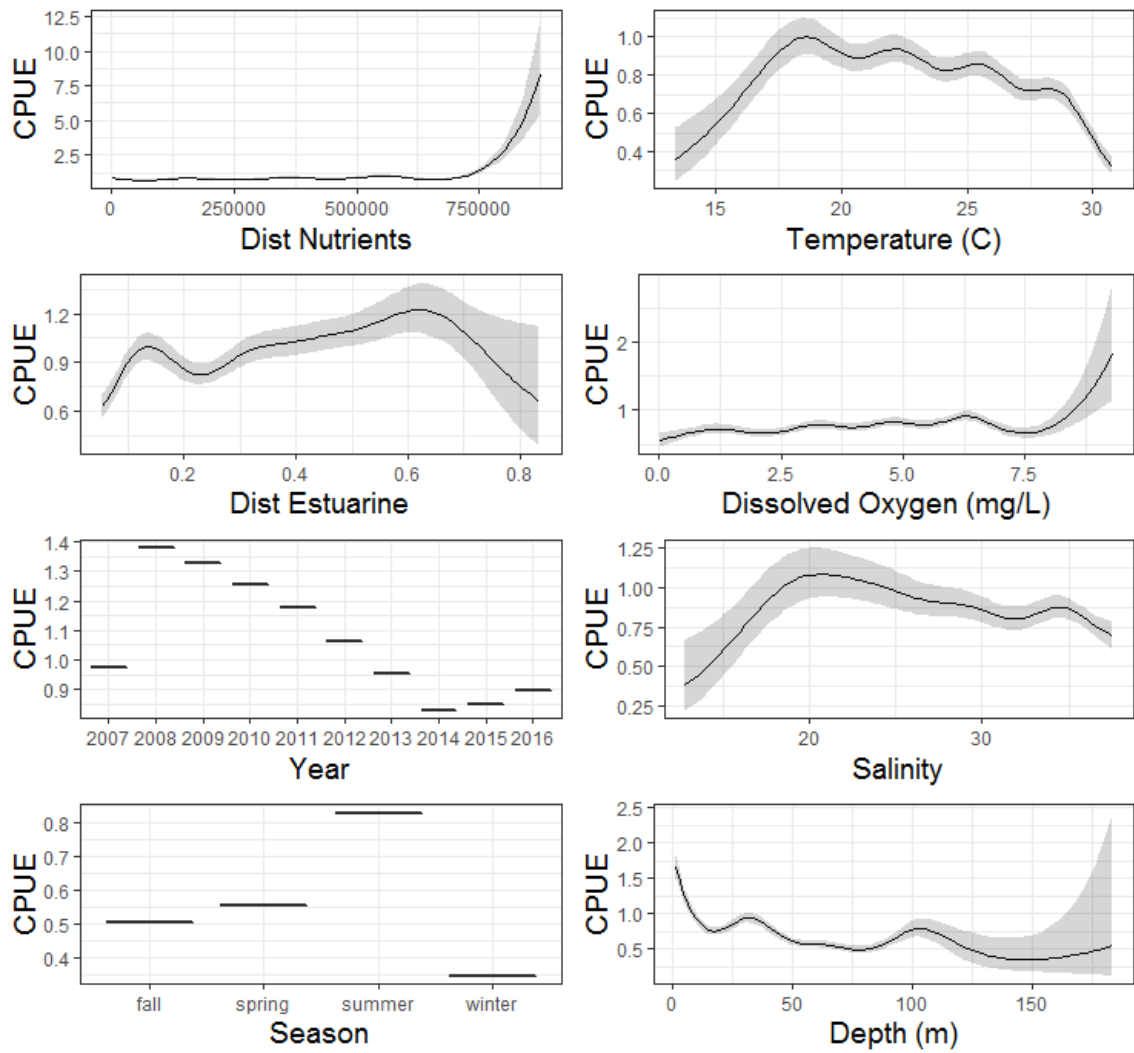 CPUE
12.5
10.0
7.5
5.0
2.5
0 250000 500000 750000
Dist Nutrients
CPUE
1.0
0.8
0.6
0.4
15 20 25 30
Temperature (C)
CPUE
1.2
0.9
0.6
0.2 0.4 0.6 0.8
Dist Estuarine
CPUE
2
1
0.0 2.5 5.0 7.5
Dissolved Oxygen (mg/L)
CPUE
1.4
1.3
1.2
1.1
1.0
0.9
2007 2008 2009 2010 2011 2012 2013 2014 2015 2016
Year
CPUE
1.25
1.00
0.75
0.50
0.25
20 30
Salinity
CPUE
0.8
0.7
0.6
0.5
0.4
fall spring summer winter
Season
CPUE
2.5
2.0
1.5
1.0
0.5
0 50 100 150
Depth (m)